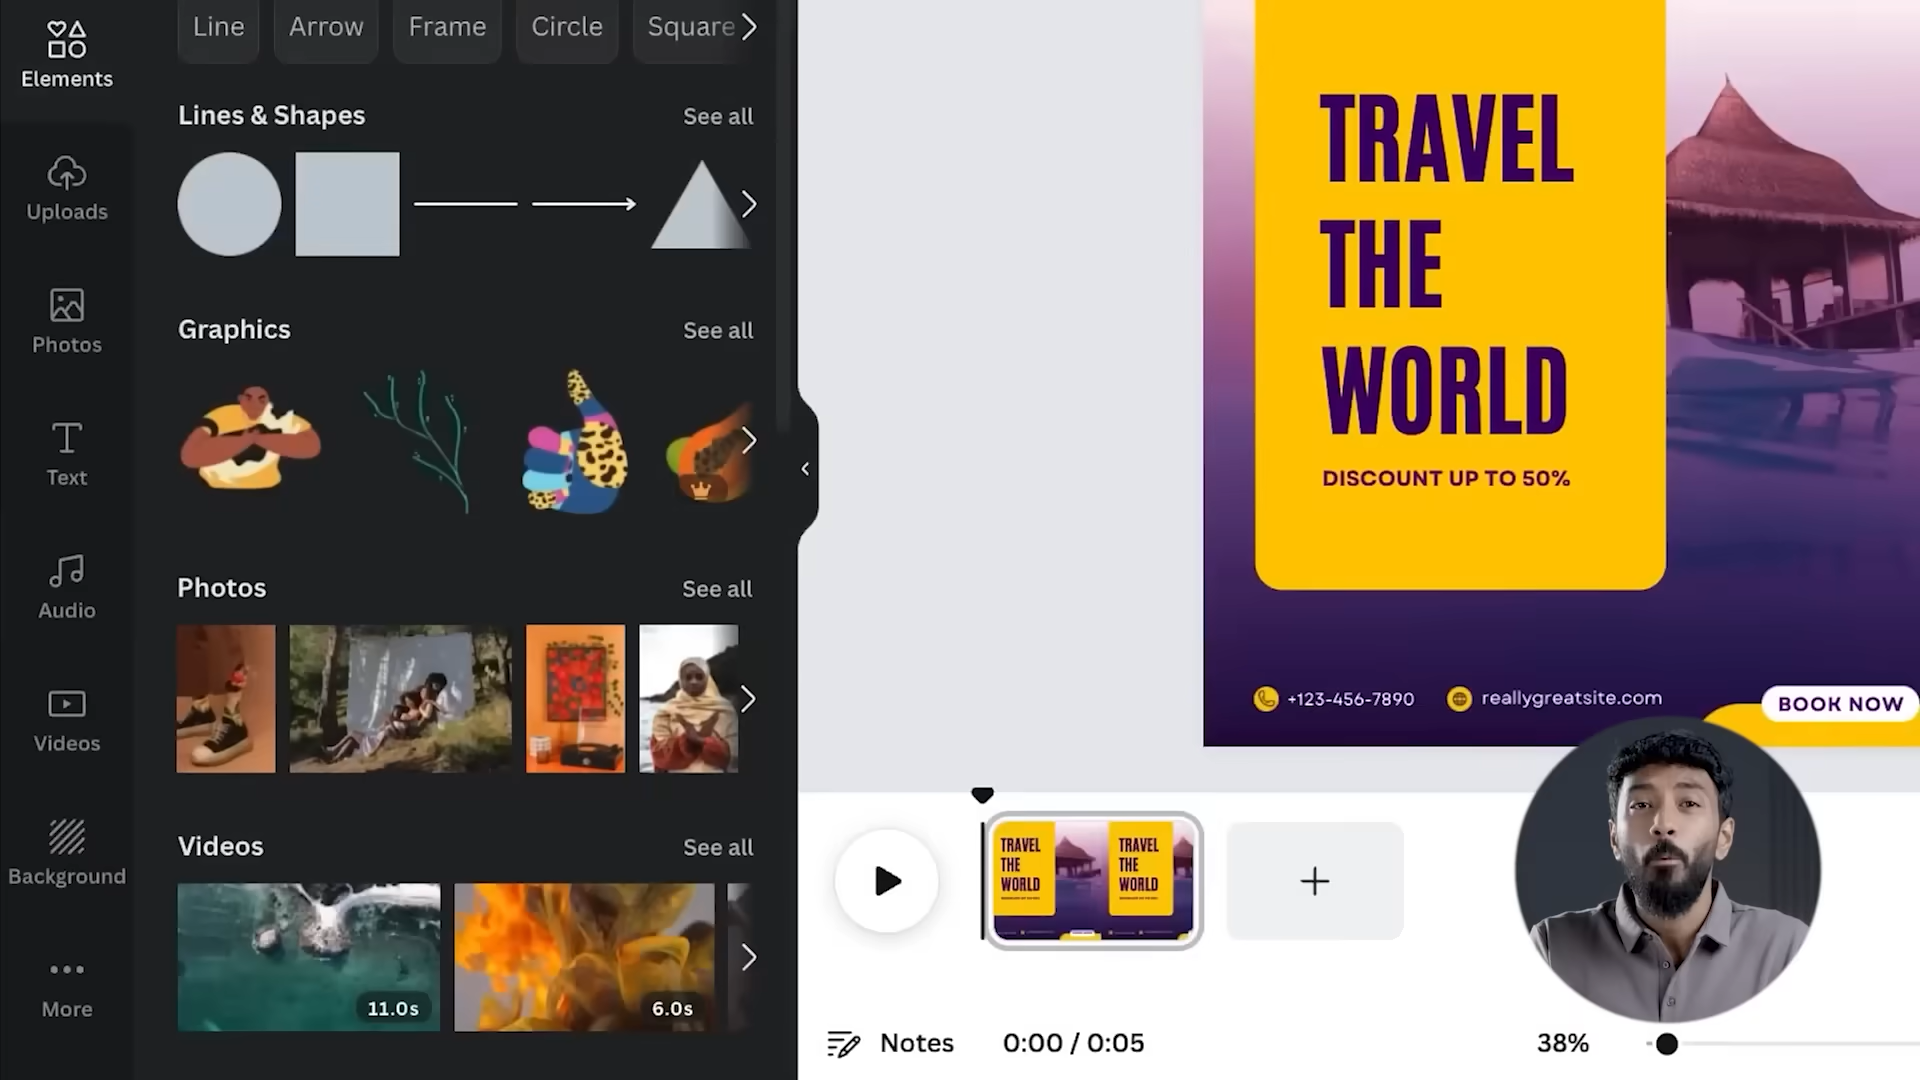 Elements
Uploads
Photos
Text
Audio
Videos
Background
More
Line
Arrow
Frame
Circle
Square
Lines & Shapes
See all
Graphics
See all
Photos
See all
Videos
See all
11.0s
6.0s
TRAVEL
THE
WORLD
DISCOUNT UP TO 50%
+123-456-7890
reallygreatsite.com
BOOK NOW
TRAVEL
THE
WORLD
TRAVEL
THE
WORLD
Notes
0:00 / 0:05
38%